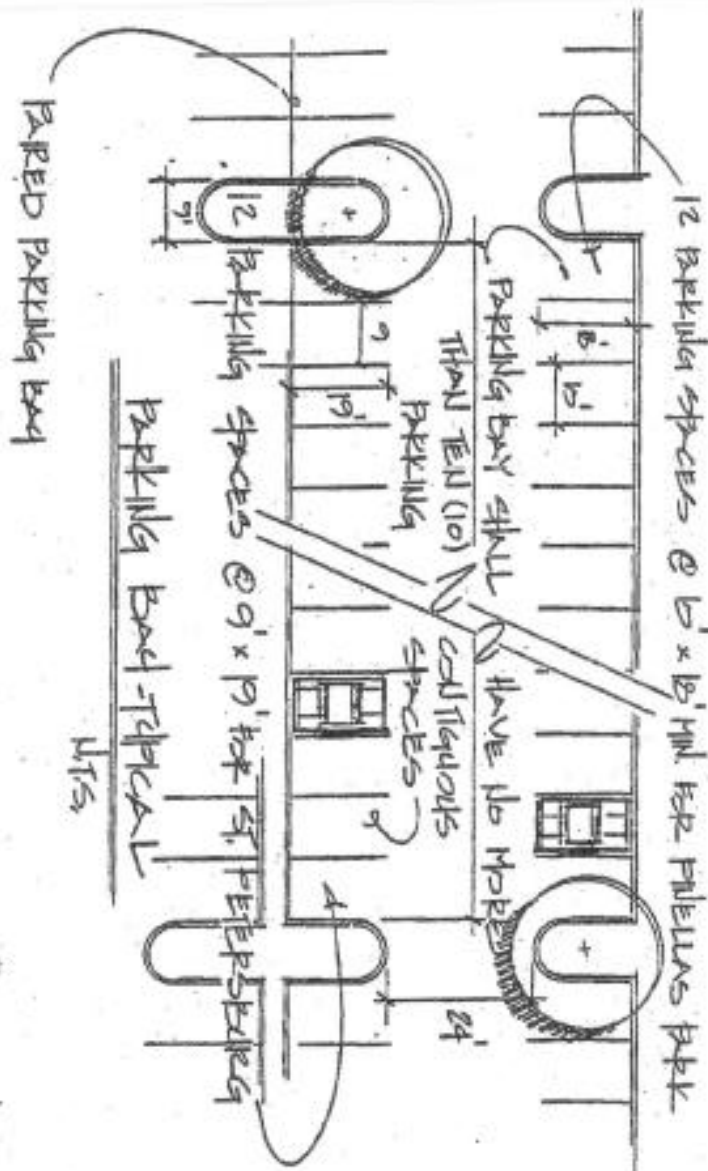 12 PARKING SPACES @ 10' x 18' MIN. FOR PINELLAS PARK
18'
10'
PARKING BAY SHALL HAVE NO MORE
THAN TEN (10) CONTIGUOUS
PARKING SPACES
24'
9
19'
9'
12 PARKING SPACES @ 9' x 19' FOR ST. PETERSBURG
PARKING BAY-TYPICAL
N.T.S.
PAIRED PARKING BAY